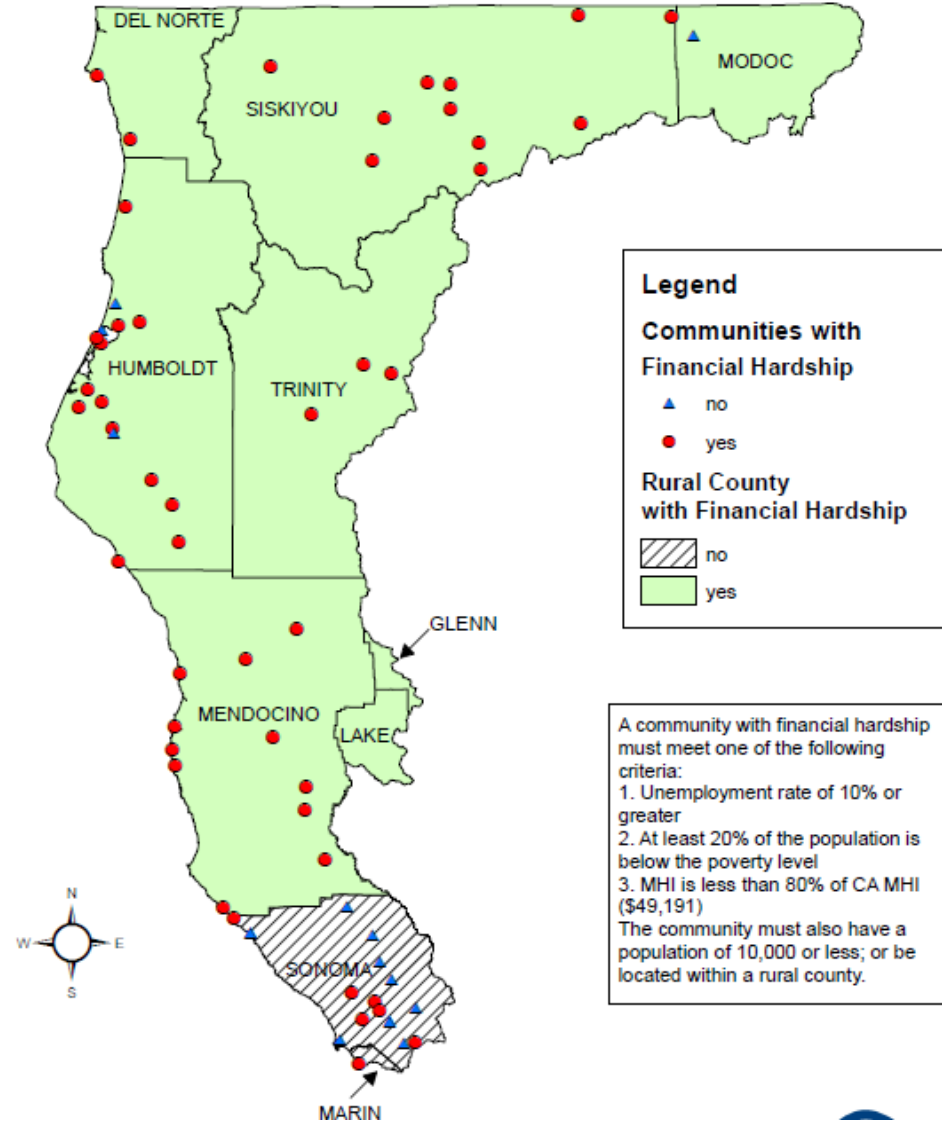 DEL NORTE
MODOC
SISKIYOU
HUMBOLDT
TRINITY
GLENN
MENDOCINO
LAKE
SONOMA
MARIN
N
W
E
S
Legend
Communities with
Financial Hardship
no
yes
Rural County
with Financial Hardship
no
yes
A community with financial hardship
must meet one of the following
criteria:
1. Unemployment rate of 10% or
greater
2. At least 20% of the population is
below the poverty level
3. MHI is less than 80% of CA MHI
($49,191)
The community must also have a
population of 10,000 or less; or be
located within a rural county.